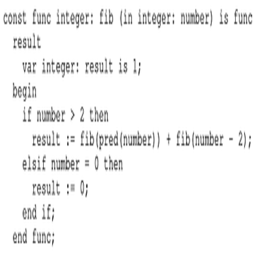 const func integer: fib (in integer: number) is func
result
var integer: result is 1;
begin
if number > 2 then
result := fib(pred(number)) + fib(number - 2);
elsif number = 0 then
result := 0;
end if;
end func;